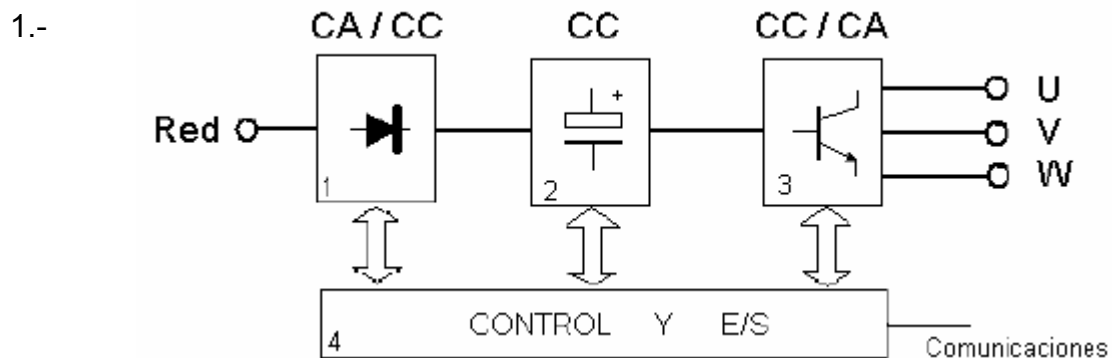 1.-
CA / CC CC CC / CA
Red
+
U
V
W
1
2
3
4
CONTROL Y E/S
Comunicaciones